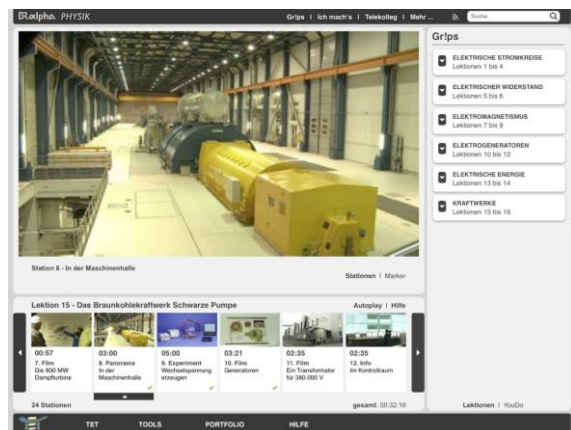 BRalpha PHYSIK
Gr!ps | Ich mach's | Telekolleg | Mehr ...
Suche
Gr!ps
ELEKTRISCHE STROMKREISE
Lektionen 1 bis 4
ELEKTRISCHER WIDERSTAND
Lektionen 5 bis 6
ELEKTROMAGNETISMUS
Lektionen 7 bis 9
ELEKTROGENERATOREN
Lektionen 10 bis 12
ELEKTRISCHE ENERGIE
Lektionen 13 bis 14
KRAFTWERKE
Lektionen 15 bis 16
Station 8 - In der Maschinenhalle
Stationen | Marker
Lektion 15 - Das Braunkohlekraftwerk Schwarze Pumpe
Autoplay | Hilfe
00:57
7. Film
Die 800 MW
Dampfturbine
03:00
8. Panorama
In der
Maschinenhalle
05:00
9. Experiment
Wechselspannung
erzeugen
03:21
10. Film
Generatoren
02:35
11. Film
Ein Transformator
für 380.000 V
02:35
12. Info
Im Kontrollraum
24 Stationen
gesamt: 00:32:16
Lektionen | YouDo
TET
TOOLS
PORTFOLIO
HILFE